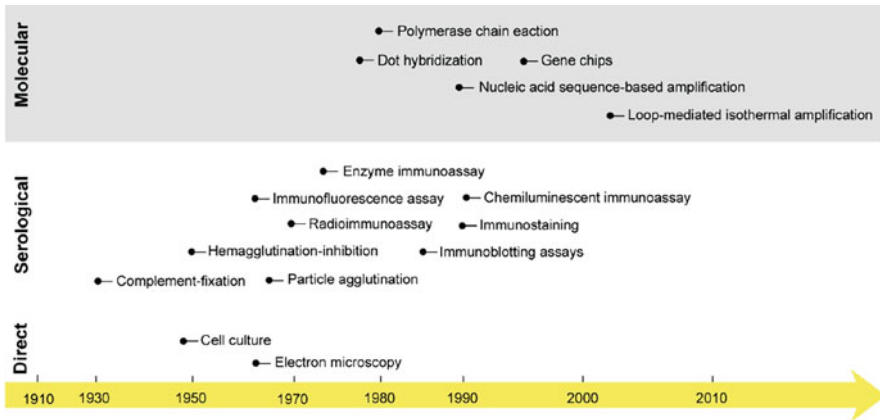 Molecular
Polymerase chain eaction
Dot hybridization
Gene chips
Nucleic acid sequence-based amplification
Loop-mediated isothermal amplification
Serological
Enzyme immunoassay
Immunofluorescence assay
Chemiluminescent immunoassay
Radioimmunoassay
Immunostaining
Hemagglutination-inhibition
Immunoblotting assays
Complement-fixation
Particle agglutination
Direct
Cell culture
Electron microscopy
1910 1930 1950 1970 1980 1990 2000 2010